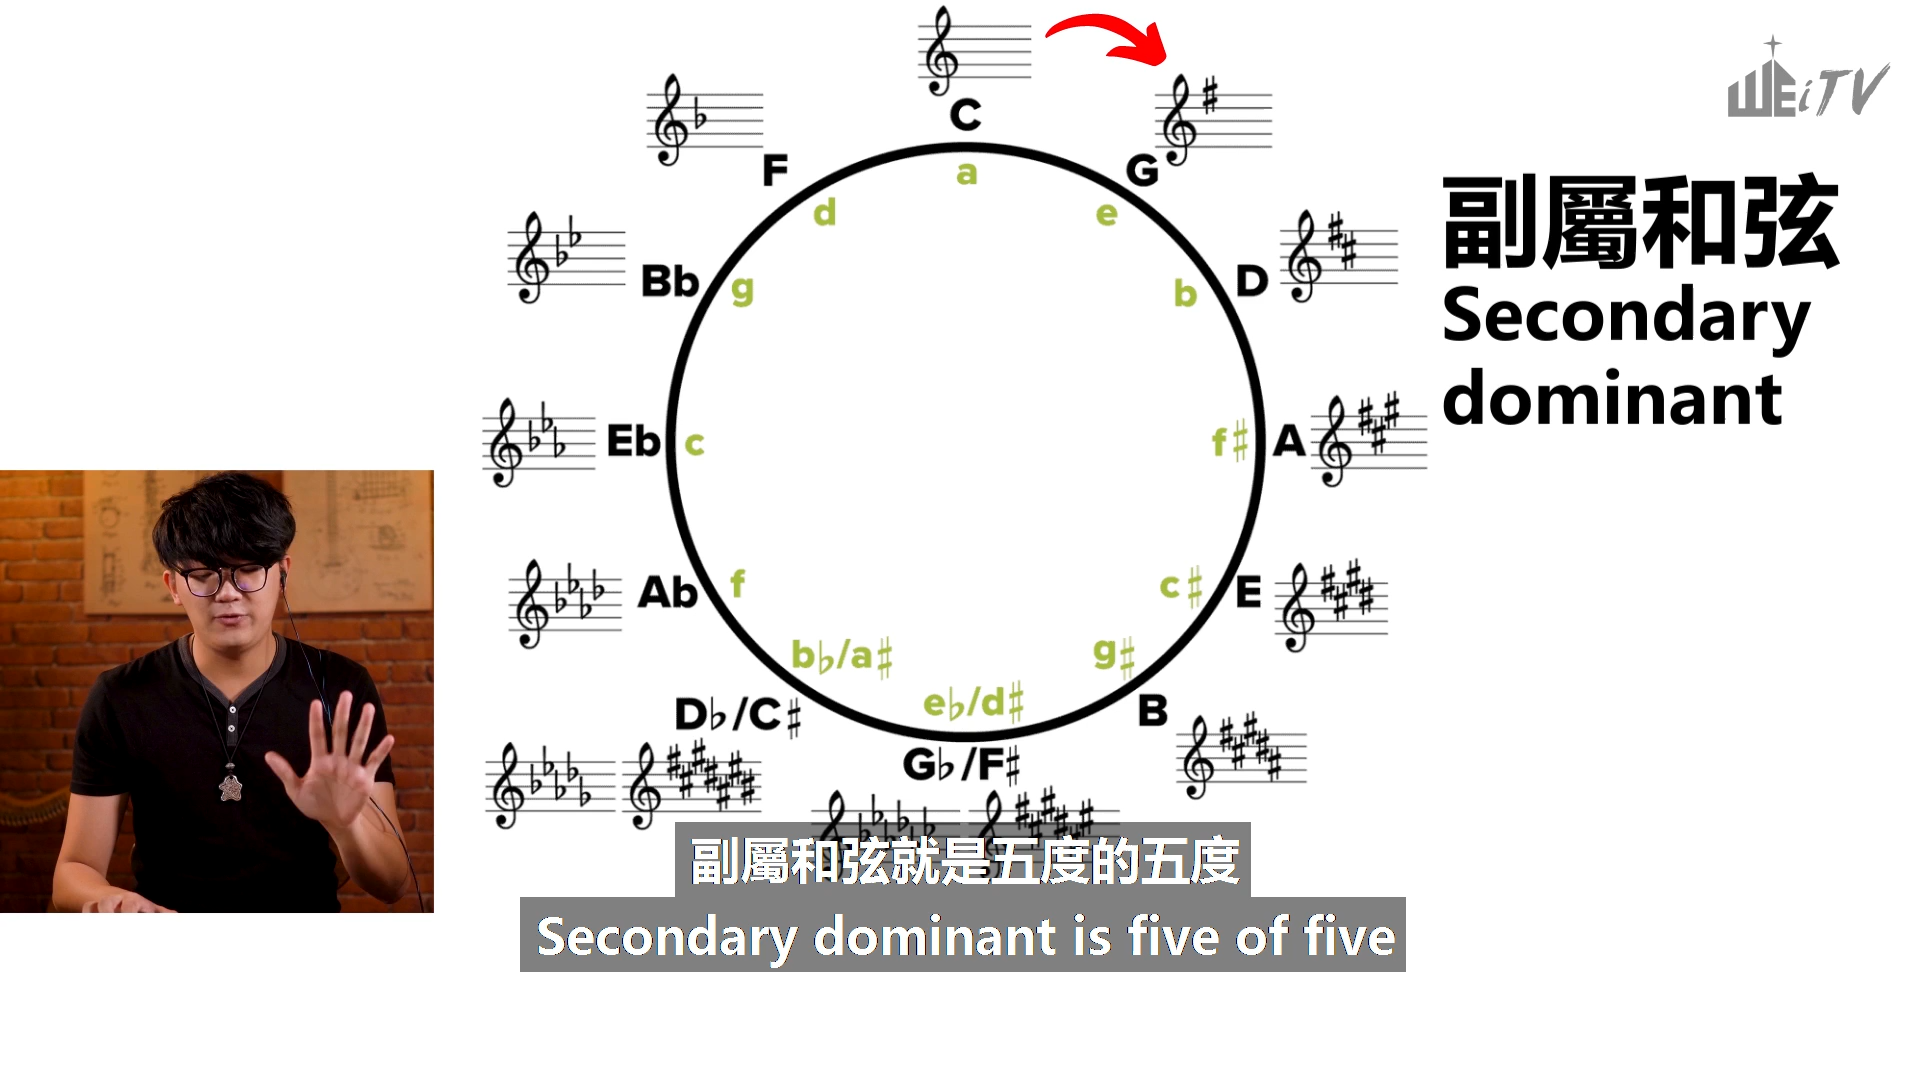 C
F
G
a
d
e
Bb
g
b
D
Eb
c
f♯
A
Ab
f
c♯
E
b♭/a♯
g♯
D♭/C♯
e♭/d♯
B
G♭/F♯
WEiTV
副屬和弦
Secondary
dominant
副屬和弦就是五度的五度
Secondary dominant is five of five